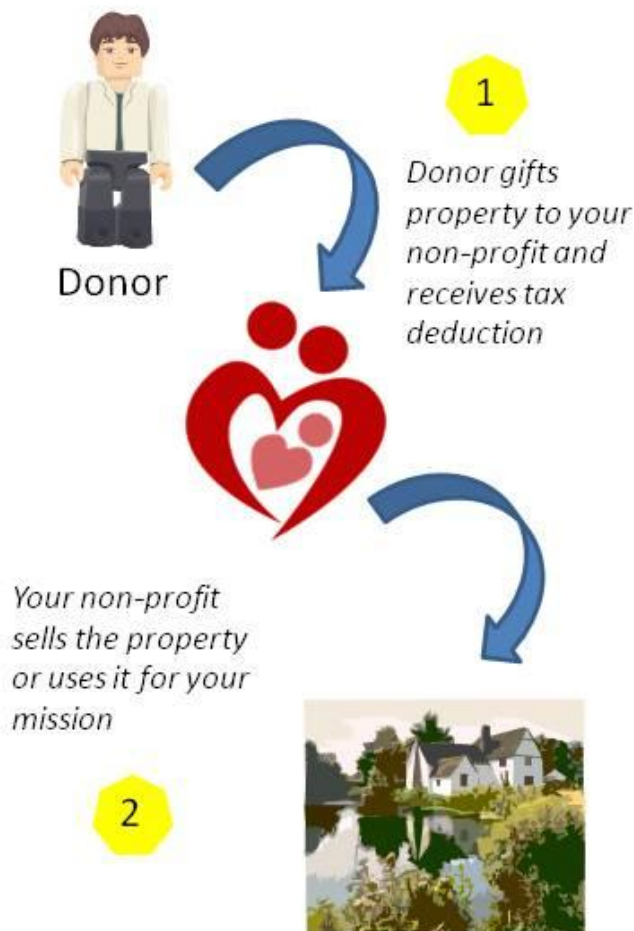 1
Donor gifts
property to your
non-profit and
receives tax
deduction
Donor
Your non-profit
sells the property
or uses it for your
mission
2